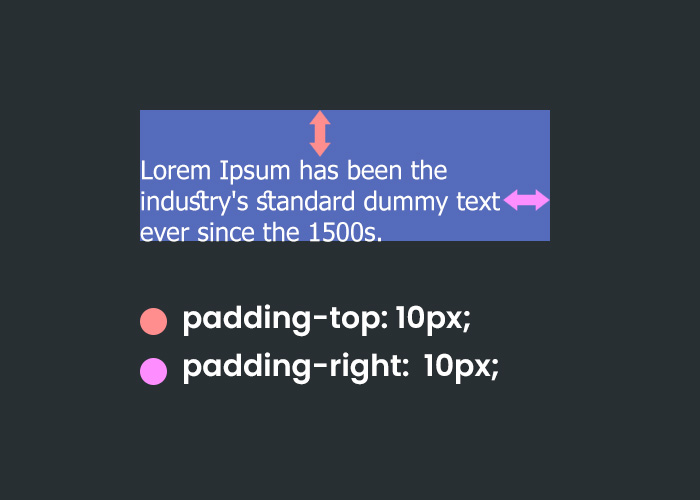 Lorem Ipsum has been the
industry's standard dummy text
ever since the 1500s.
padding-top: 10px;
padding-right: 10px;